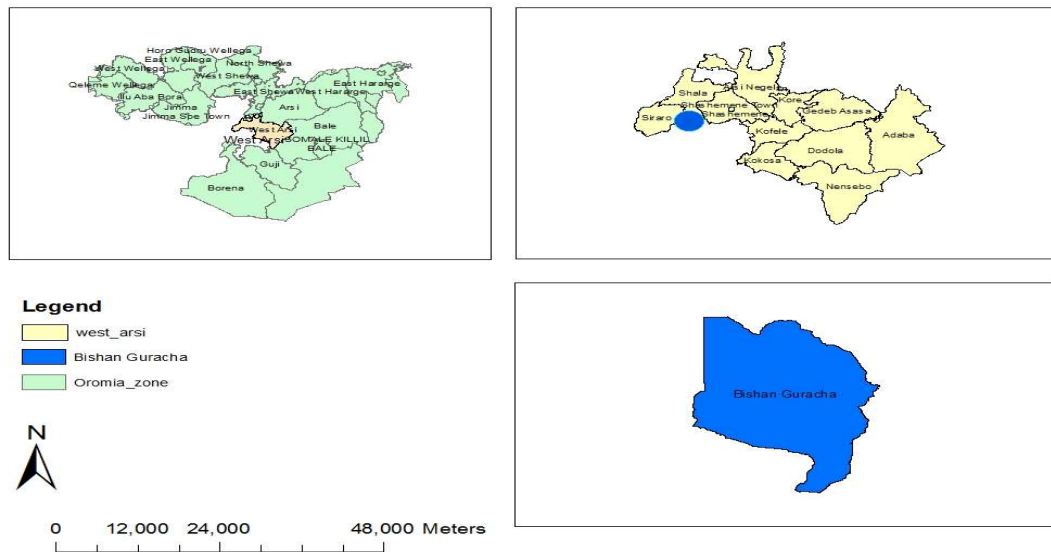 Horo Gudru Wellega
East Wellega
North Shewa
West Wellega
West Shewa
Qeleme Wellega
East Hararge
Illu Aba Bora
East Shewa
West Hararge
Jimma
Arsi
Jimma Spe Town
West Arsi
Bale
West Arsi
SOMALE KILLIL
BALE
Guji
Borena
Shala
Arsi Negele
Shashemene Town
Kore
Siraro
Shashemene
Gedeb Asasa
Kofele
Adaba
Kokosa
Dodola
Nensebo
Legend
west_arsi
Bishan Guracha
Oromia_zone
Bishan Guracha
N
0 12,000 24,000 48,000 Meters